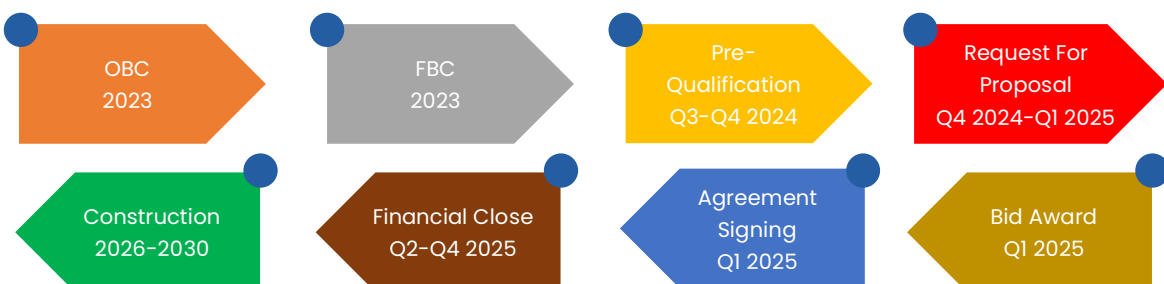 OBC
2023
FBC
2023
Pre-
Qualification
Q3-Q4 2024
Request For
Proposal
Q4 2024-Q1 2025
Construction
2026-2030
Financial Close
Q2-Q4 2025
Agreement
Signing
Q1 2025
Bid Award
Q1 2025